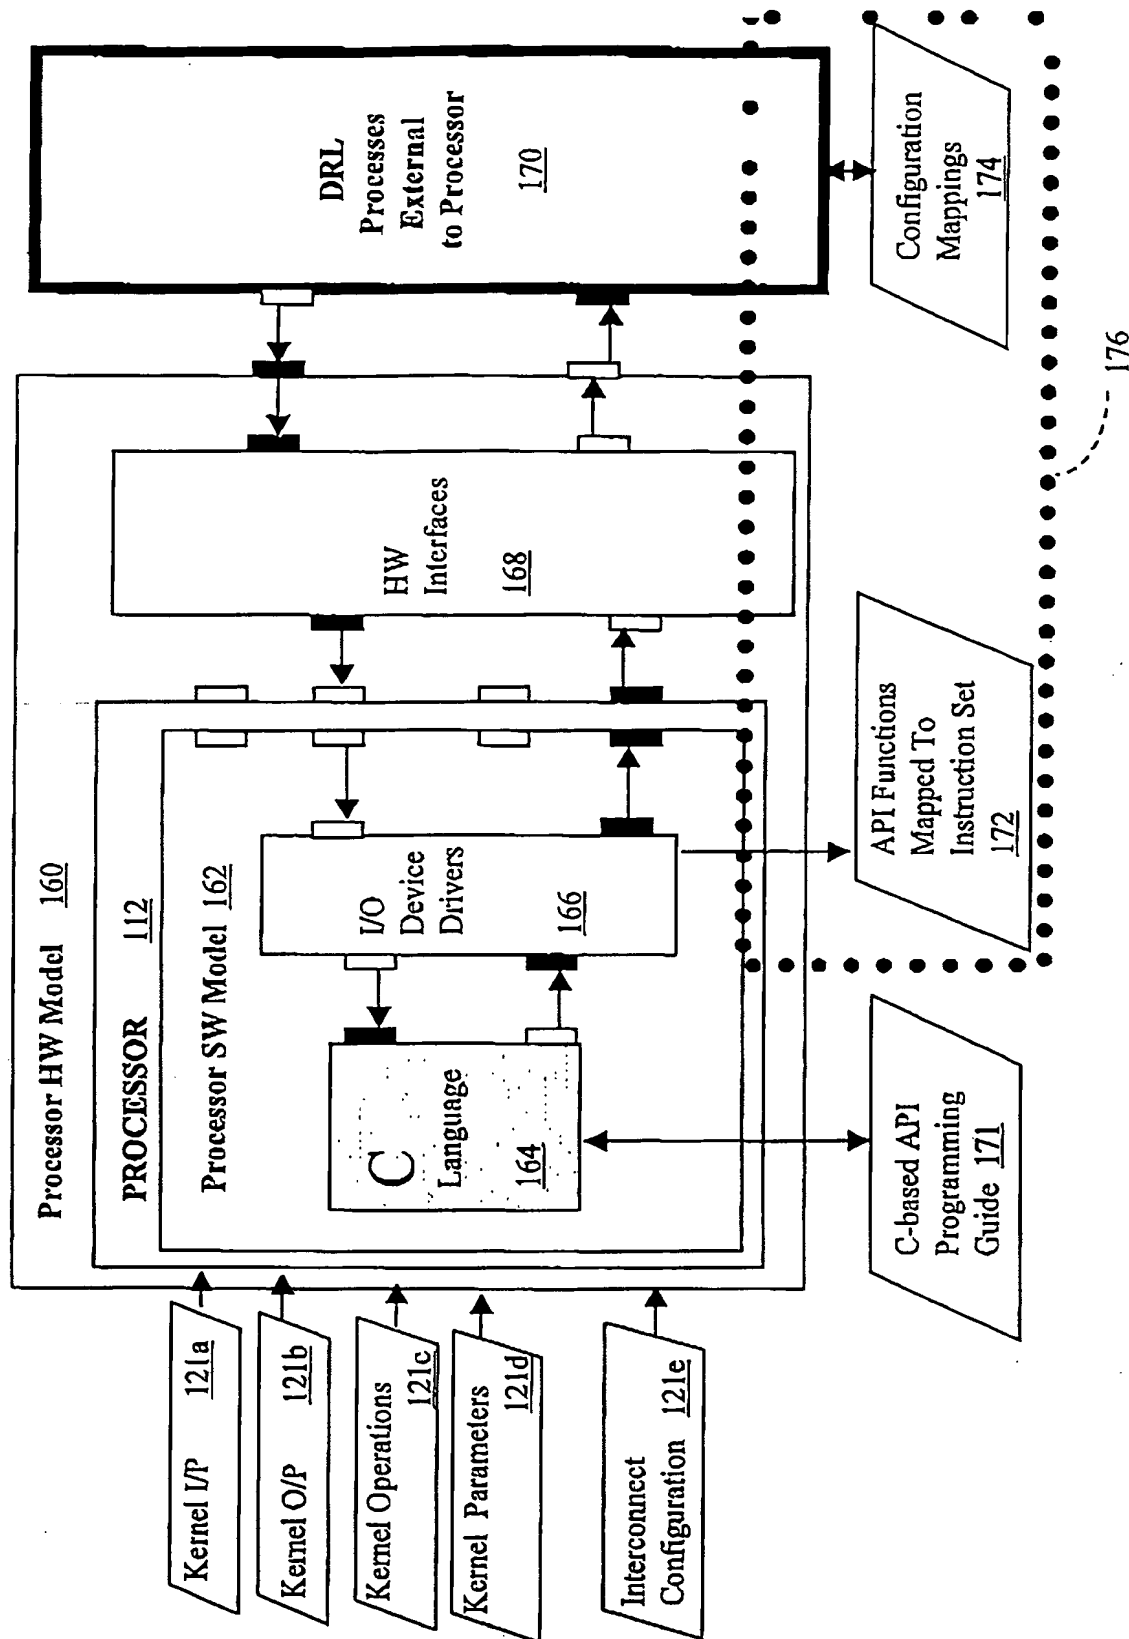 Processor HW Model 160
PROCESSOR 112
Processor SW Model 162
C
Language
164
I/O
Device
Drivers
166
HW
Interfaces
168
DRL
Processes
External
to Processor
170
Kernel I/P 121a
Kernel O/P 121b
Kernel Operations
121c
Kernel Parameters
121d
Interconnect
Configuration 121e
C-based API
Programming
Guide 171
API Functions
Mapped To
Instruction Set
172
Configuration
Mappings
174
176